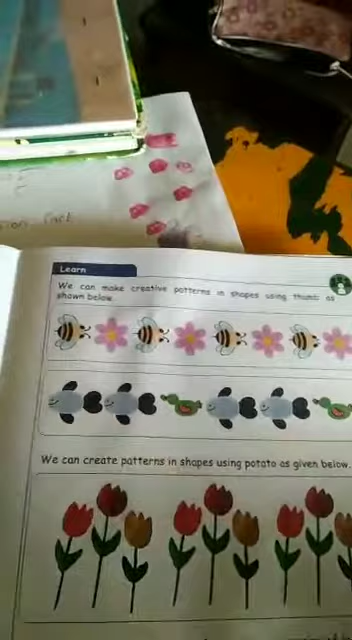 Learn
We can make creative patterns in shapes using thumb as
shown below.
We can create patterns in shapes using potato as given below.